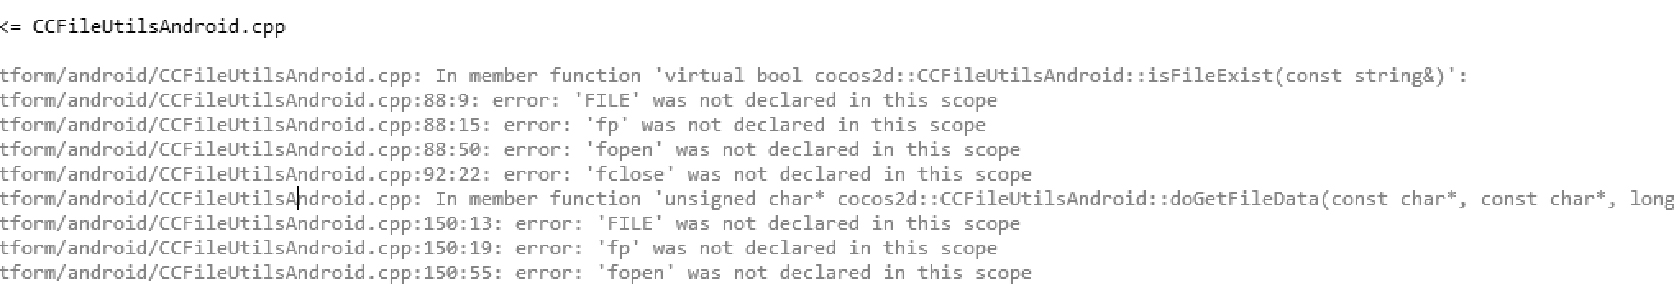 <= CCFileUtilsAndroid.cpp
tform/android/CCFileUtilsAndroid.cpp: In member function 'virtual bool cocos2d::CCFileUtilsAndroid::isFileExist(const string&)':
tform/android/CCFileUtilsAndroid.cpp:88:9: error: 'FILE' was not declared in this scope
tform/android/CCFileUtilsAndroid.cpp:88:15: error: 'fp' was not declared in this scope
tform/android/CCFileUtilsAndroid.cpp:88:50: error: 'fopen' was not declared in this scope
tform/android/CCFileUtilsAndroid.cpp:92:22: error: 'fclose' was not declared in this scope
tform/android/CCFileUtilsAndroid.cpp: In member function 'unsigned char* cocos2d::CCFileUtilsAndroid::doGetFileData(const char*, const char*, long
tform/android/CCFileUtilsAndroid.cpp:150:13: error: 'FILE' was not declared in this scope
tform/android/CCFileUtilsAndroid.cpp:150:19: error: 'fp' was not declared in this scope
tform/android/CCFileUtilsAndroid.cpp:150:55: error: 'fopen' was not declared in this scope